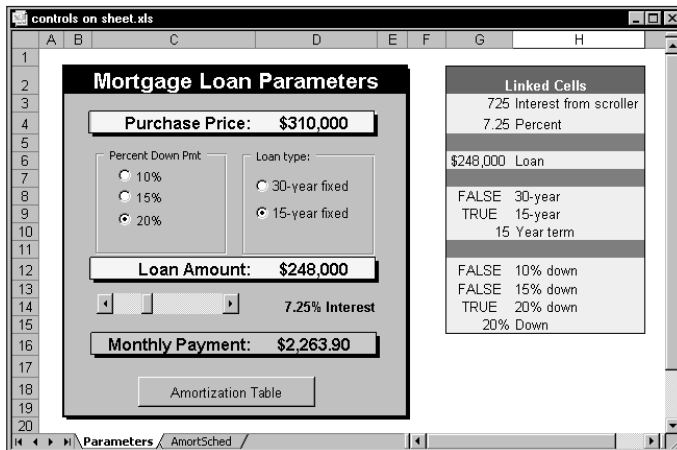 controls on sheet.xls
A B C D E F G H
1
2 Mortgage Loan Parameters Linked Cells
3 725 Interest from scroller
4 Purchase Price: $310,000 7.25 Percent
5
Percent Down Pmt Loan type:
6 $248,000 Loan
7 10%
30-year fixed
8 15% FALSE 30-year
9 20% 15-year fixed TRUE 15-year
10 15 Year term
11
12 Loan Amount: $248,000 FALSE 10% down
13 FALSE 15% down
14 7.25% Interest TRUE 20% down
15 20% Down
16 Monthly Payment: $2,263.90
17
18 Amortization Table
19
20
Parameters AmortSched